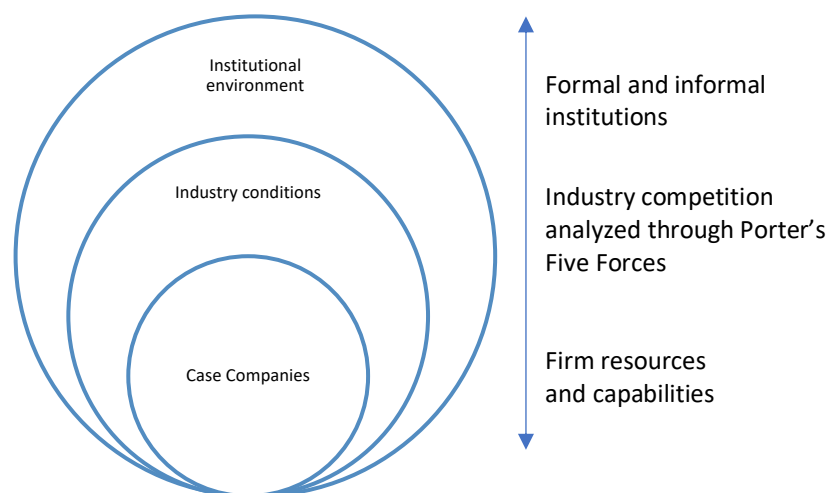 Institutional
environment
Formal and informal
institutions
Industry conditions
Industry competition
analyzed through Porter’s
Five Forces
Case Companies
Firm resources
and capabilities